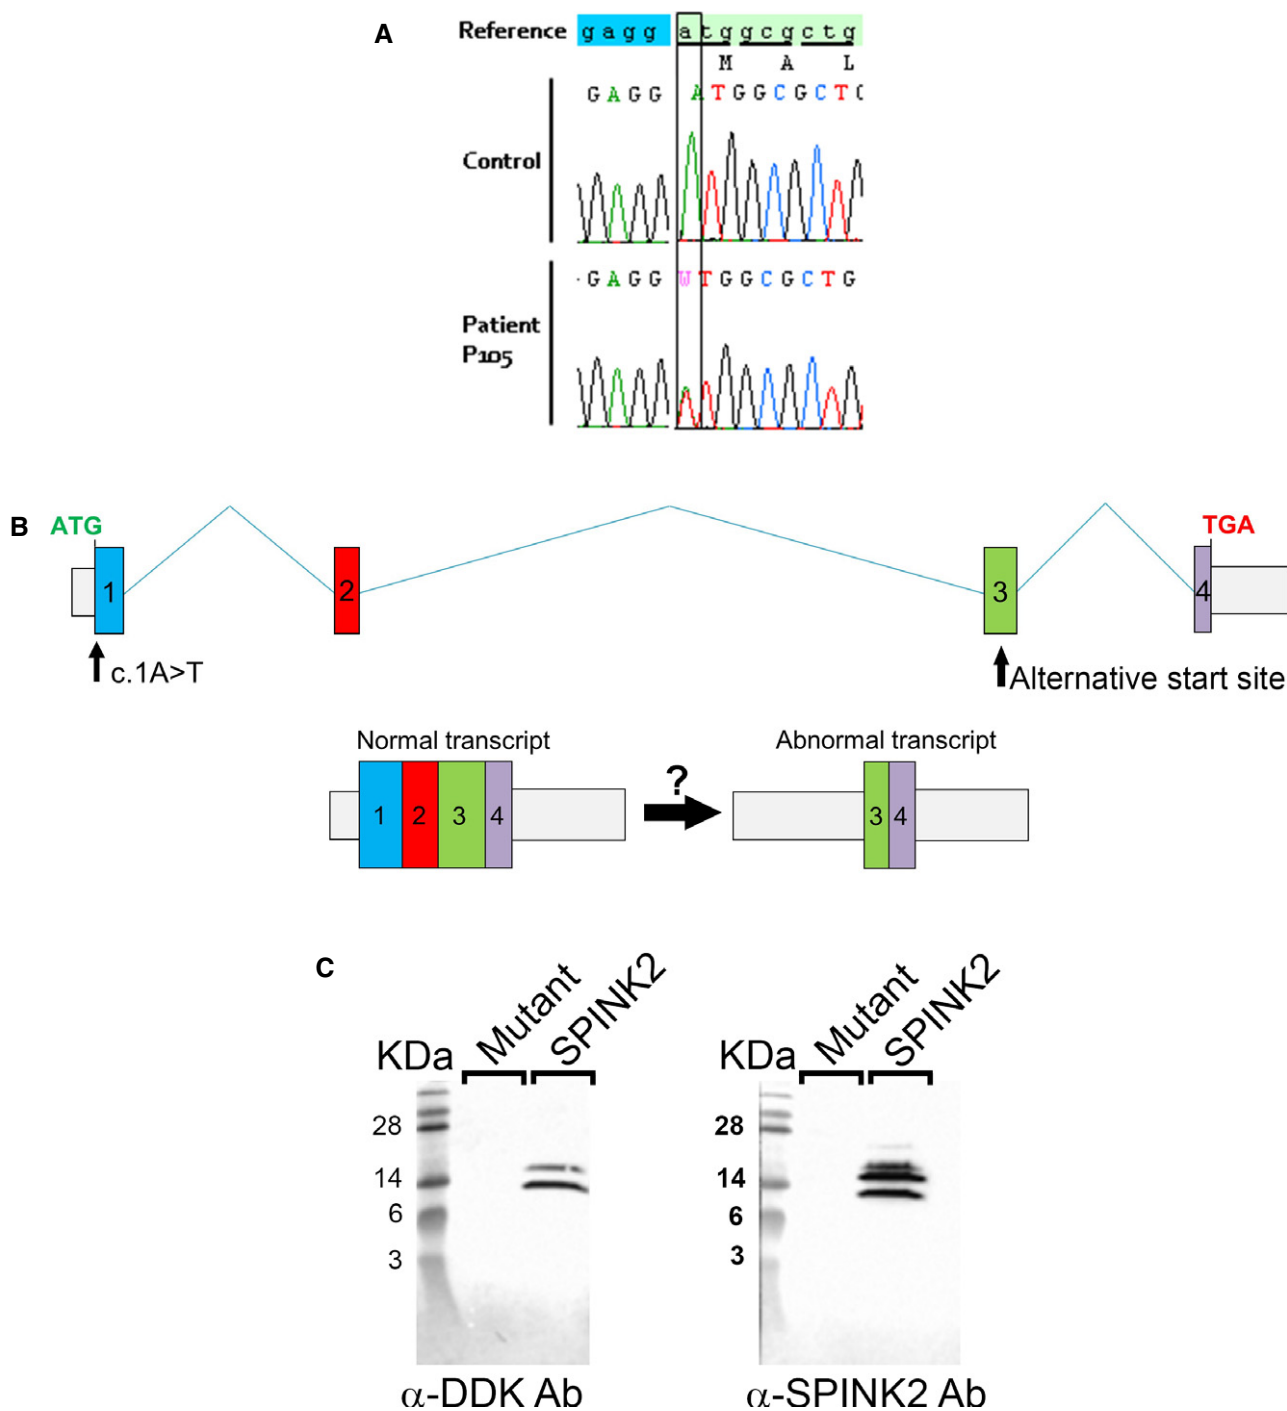 A
Reference gagg atggcgctg
M A L
GAGG ATGGCGCT
Control
GAGG WTGGCGCTG
Patient
P105
B
ATG
TGA
1
2
3
4
c.1A>T
Alternative start site
Normal transcript
Abnormal transcript
?
1 2 3 4
3 4
C
KDa Mutant SPINK2
28
14
6
3
α-DDK Ab
KDa Mutant SPINK2
28
14
6
3
α-SPINK2 Ab